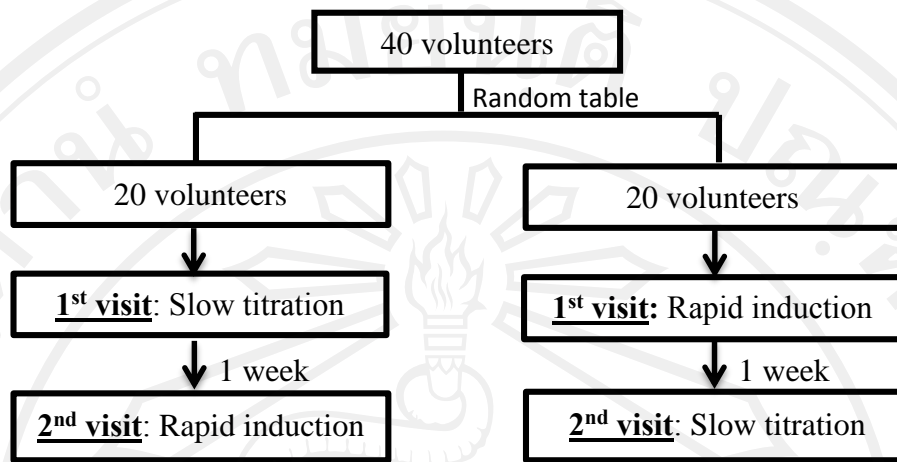 40 volunteers
Random table
20 volunteers
20 volunteers
1st visit: Slow titration
1st visit: Rapid induction
1 week
1 week
2nd visit: Rapid induction
2nd visit: Slow titration